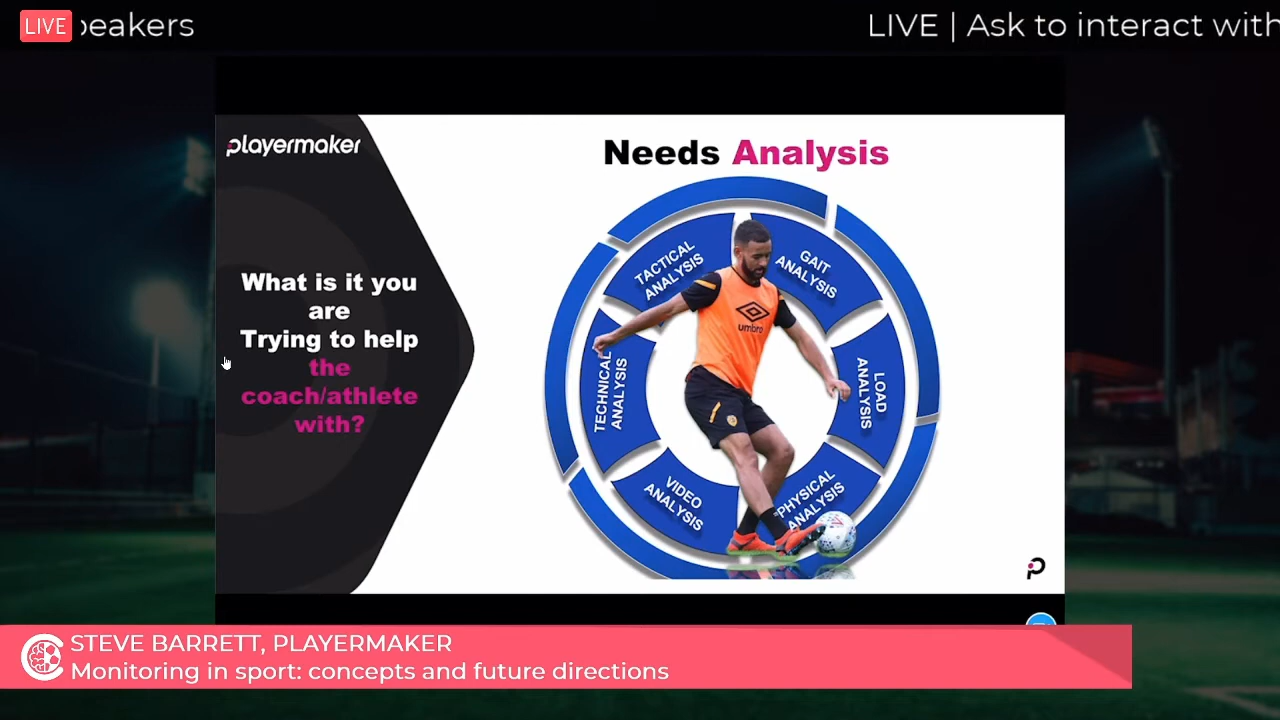 LIVE
peakers
LIVE | Ask to interact with
playermaker
Needs Analysis
What is it you
are
Trying to help
the
coach/athlete
with?
TACTICAL
ANALYSIS
GAIT
ANALYSIS
LOAD
ANALYSIS
PHYSICAL
ANALYSIS
VIDEO
ANALYSIS
TECHNICAL
ANALYSIS
umbro
STEVE BARRETT, PLAYERMAKER
Monitoring in sport: concepts and future directions